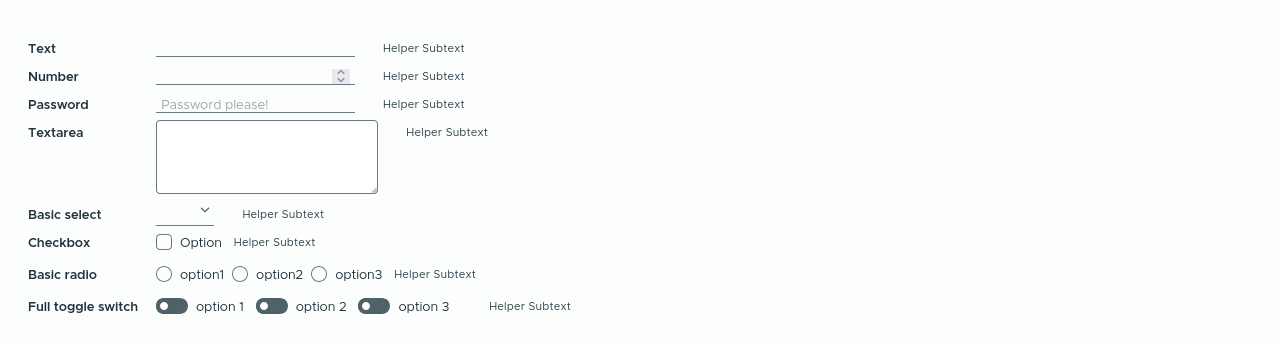 Text Helper Subtext
Number Helper Subtext
Password Password please! Helper Subtext
Textarea Helper Subtext
Basic select Helper Subtext
Checkbox Option Helper Subtext
Basic radio option1 option2 option3 Helper Subtext
Full toggle switch option 1 option 2 option 3 Helper Subtext